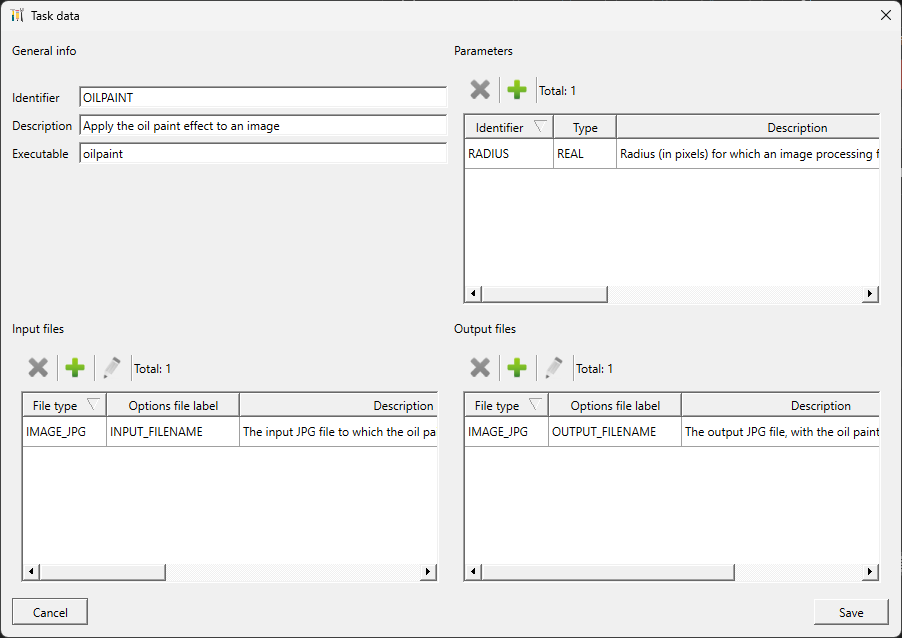 Task data
General info
Identifier OILPAINT
Description Apply the oil paint effect to an image
Executable oilpaint
Parameters
Total: 1
Identifier Type Description
RADIUS REAL Radius (in pixels) for which an image processing f
Input files
Total: 1
File type Options file label Description
IMAGE_JPG INPUT_FILENAME The input JPG file to which the oil pa
Output files
Total: 1
File type Options file label Description
IMAGE_JPG OUTPUT_FILENAME The output JPG file, with the oil paint
Cancel
Save